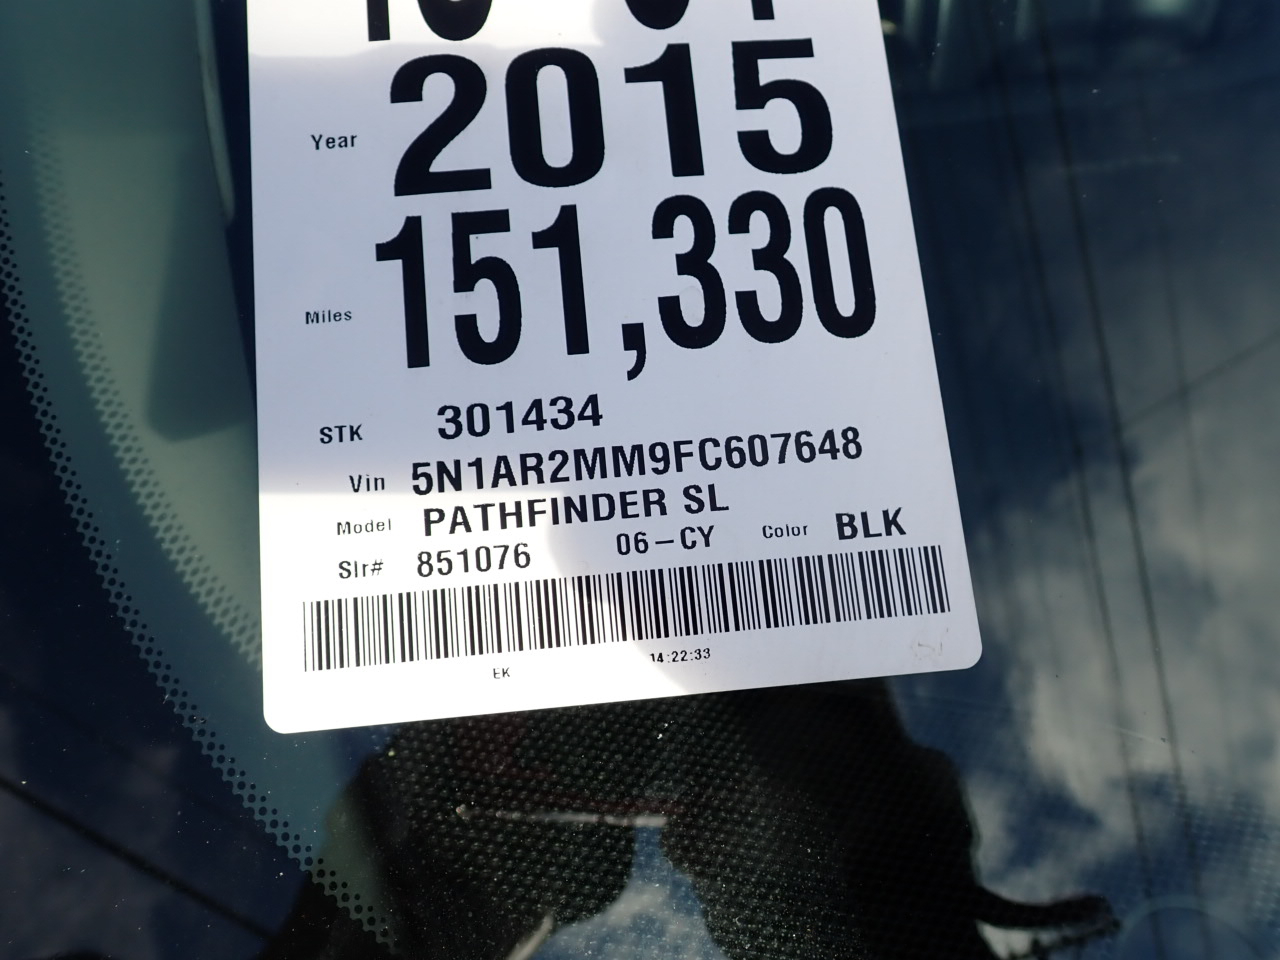 Year 2015
Miles 151,330
STK 301434
Vin 5N1AR2MM9FC607648
Model PATHFINDER SL
Slr# 851076 06-CY Color BLK
EK 14:22:33